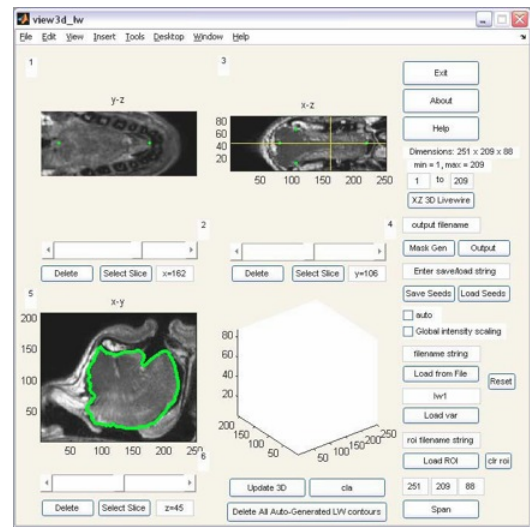 view3d_lw
File Edit View Insert Tools Desktop Window Help
1
y-z
3
x-z
80
60
40
20
50 100 150 200 250
2
Delete Select Slice x=162
4
Delete Select Slice y=106
5
x-y
200
150
100
50
50 100 150 200 250
6
Delete Select Slice z=45
80
60
40
20
200
150
100
50
50
100
150
200
250
Update 3D cla
Delete All Auto-Generated LW contours
Exit
About
Help
Dimensions: 251 x 209 x 88
min = 1, max = 209
1 to 209
XZ 3D Livewire
output filename
Mask Gen Output
Enter save/load string
Save Seeds Load Seeds
auto
Global intensity scaling
filename string
Load from File
Reset
lw1
Load var
roi filename string
Load ROI clr roi
251 209 88
Span